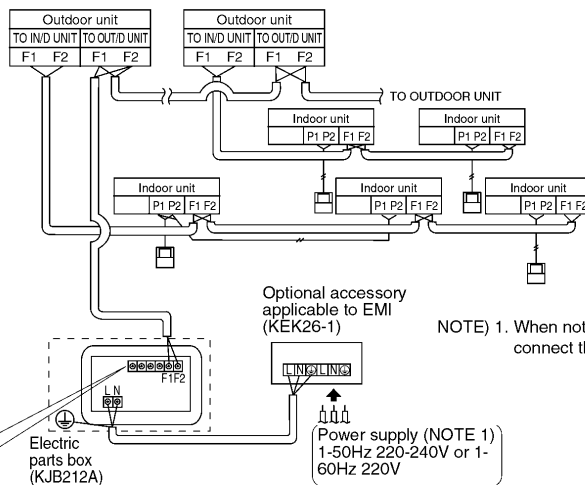 Outdoor unit
TO IN/D UNIT TO OUT/D UNIT
F1 F2 F1 F2
Outdoor unit
TO IN/D UNIT TO OUT/D UNIT
F1 F2 F1 F2
TO OUTDOOR UNIT
Indoor unit
P1 P2 F1 F2
Indoor unit
P1 P2 F1 F2
Indoor unit
P1 P2 F1 F2
Indoor unit
P1 P2 F1 F2
Indoor unit
P1 P2 F1 F2
Optional accessory
applicable to EMI
(KEK26-1)
NOTE) 1. When not
connect th
L N L N
F1 F2
L N
Electric
parts box
(KJB212A)
Power supply (NOTE 1)
1-50Hz 220-240V or 1-
60Hz 220V